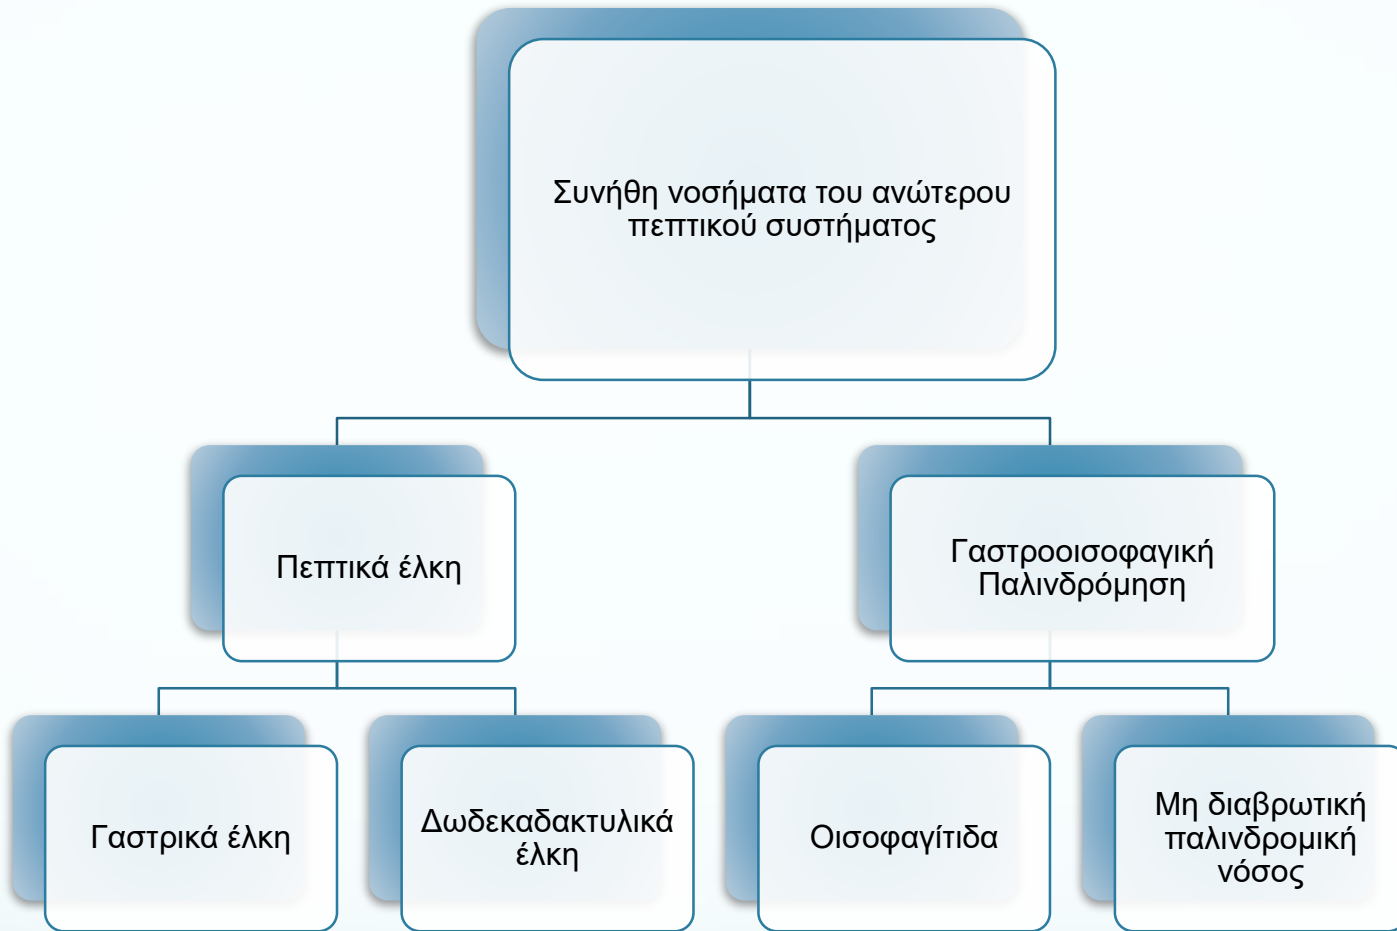 Συνήθη νοσήματα του ανώτερου
πεπτικού συστήματος
Πεπτικά έλκη
Γαστροοισοφαγική
Παλινδρόμηση
Γαστρικά έλκη
Δωδεκαδακτυλικά
έλκη
Οισοφαγίτιδα
Μη διαβρωτική
παλινδρομική
νόσος